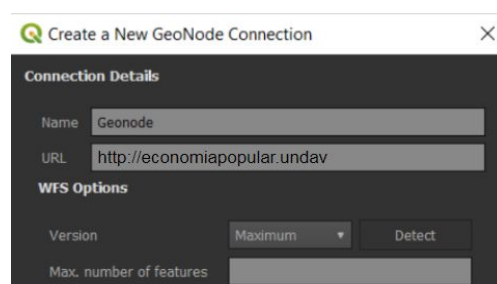 Create a New GeoNode Connection
Connection Details
Name Geonode
URL http://economiapopular.undav
WFS Options
Version Maximum Detect
Max. number of features